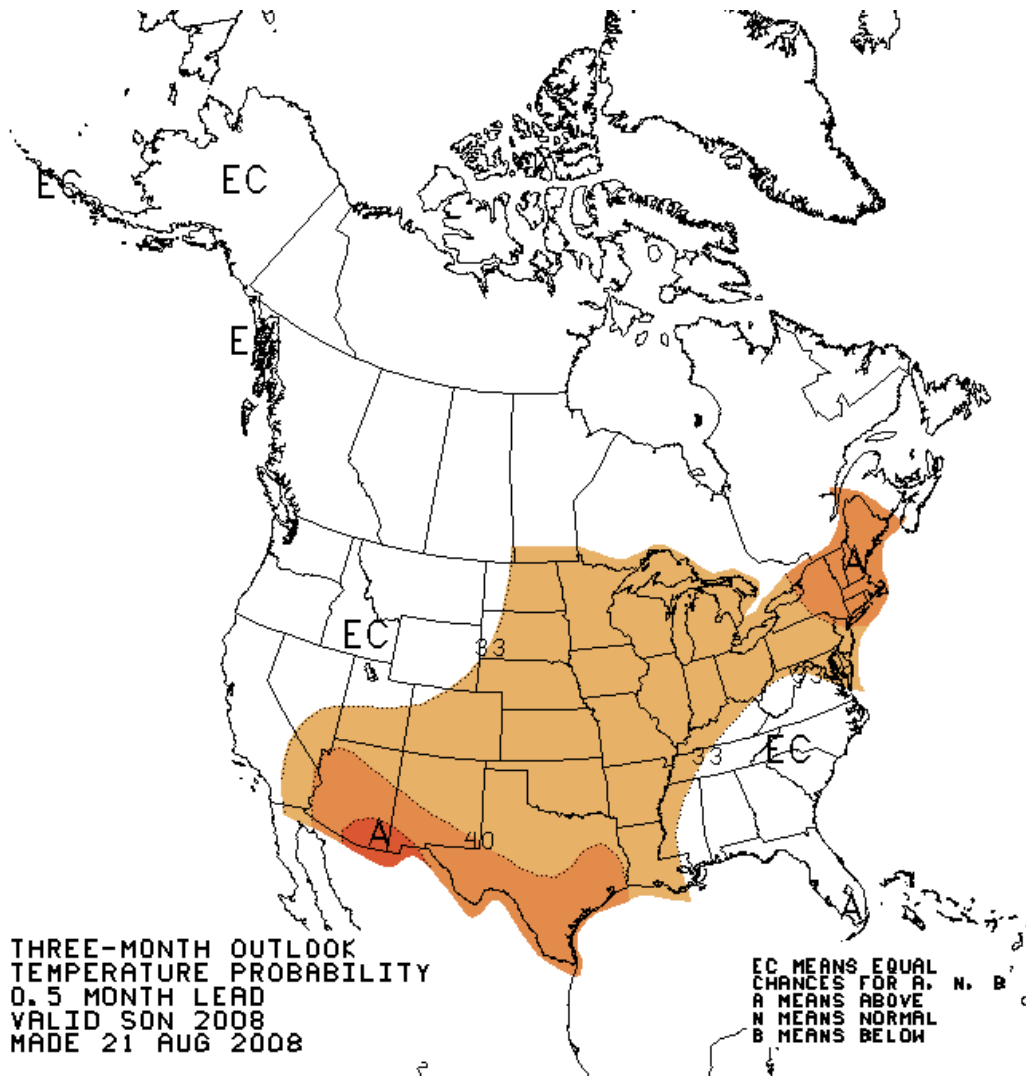 EC
EC
E
A
EC
33
33
33
EC
A
40
A
THREE-MONTH OUTLOOK
TEMPERATURE PROBABILITY
0.5 MONTH LEAD
VALID SON 2008
MADE 21 AUG 2008
EC MEANS EQUAL
CHANCES FOR A, N, B
A MEANS ABOVE
N MEANS NORMAL
B MEANS BELOW